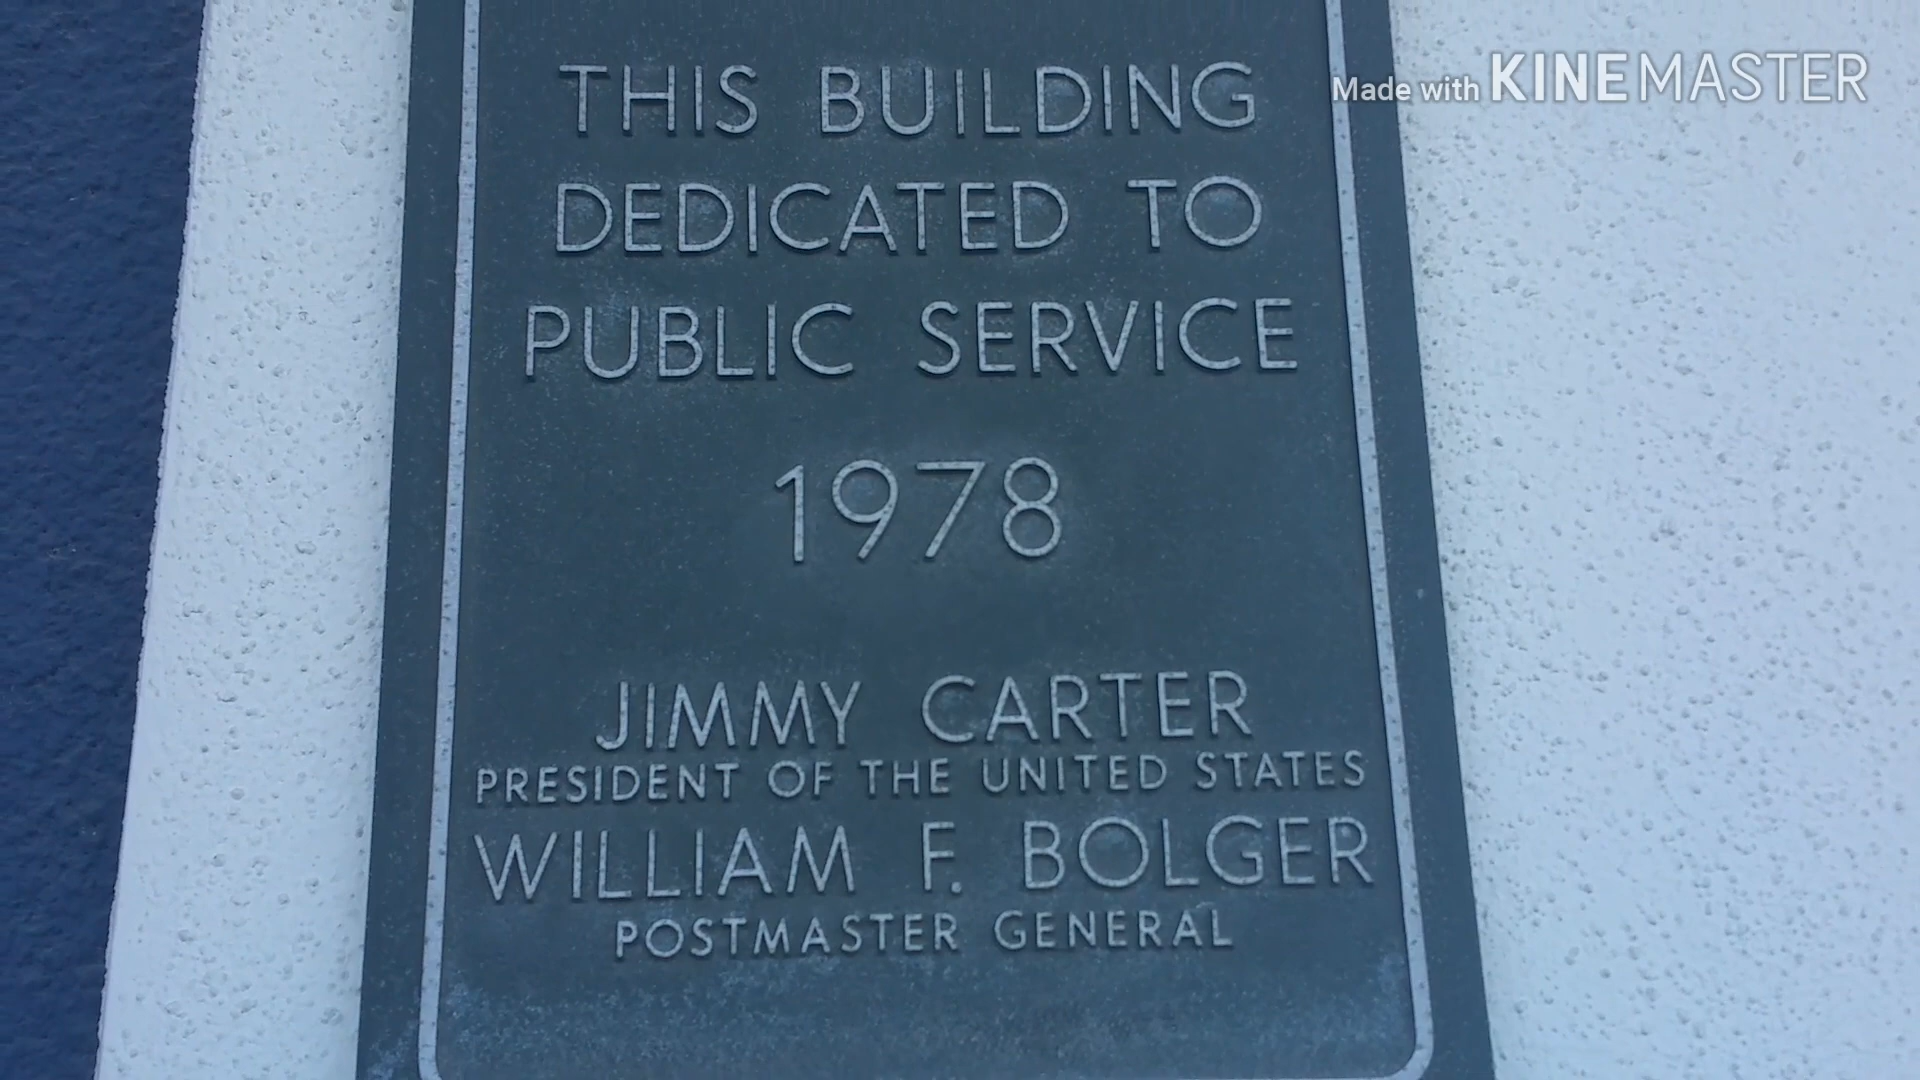 Made with KINEMASTER
THIS BUILDING
DEDICATED TO
PUBLIC SERVICE
1978
JIMMY CARTER
PRESIDENT OF THE UNITED STATES
WILLIAM F. BOLGER
POSTMASTER GENERAL